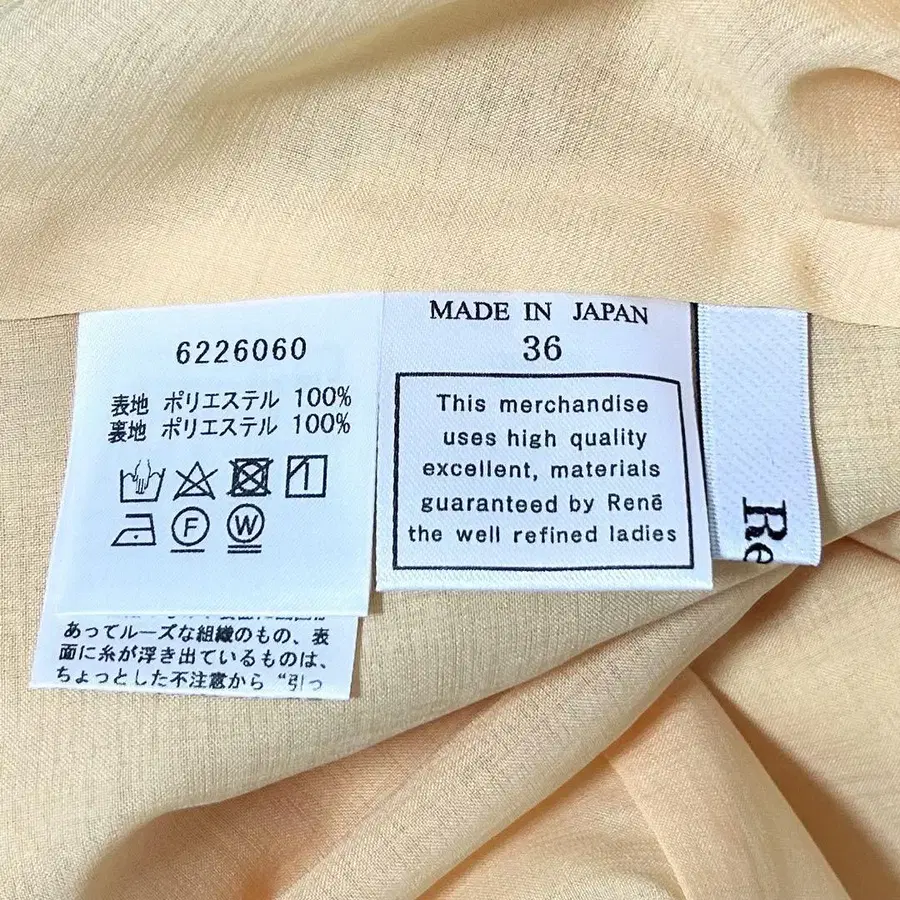 6226060
表地 ポリエステル 100%
裏地 ポリエステル 100%
F
W
あってルーズな組織のもの、表
面に糸が浮き出ているものは、
ちょっとした不注意から “引っ
MADE IN JAPAN
36
This merchandise
uses high quality
excellent, materials
guaranteed by Renē
the well refined ladies
Re